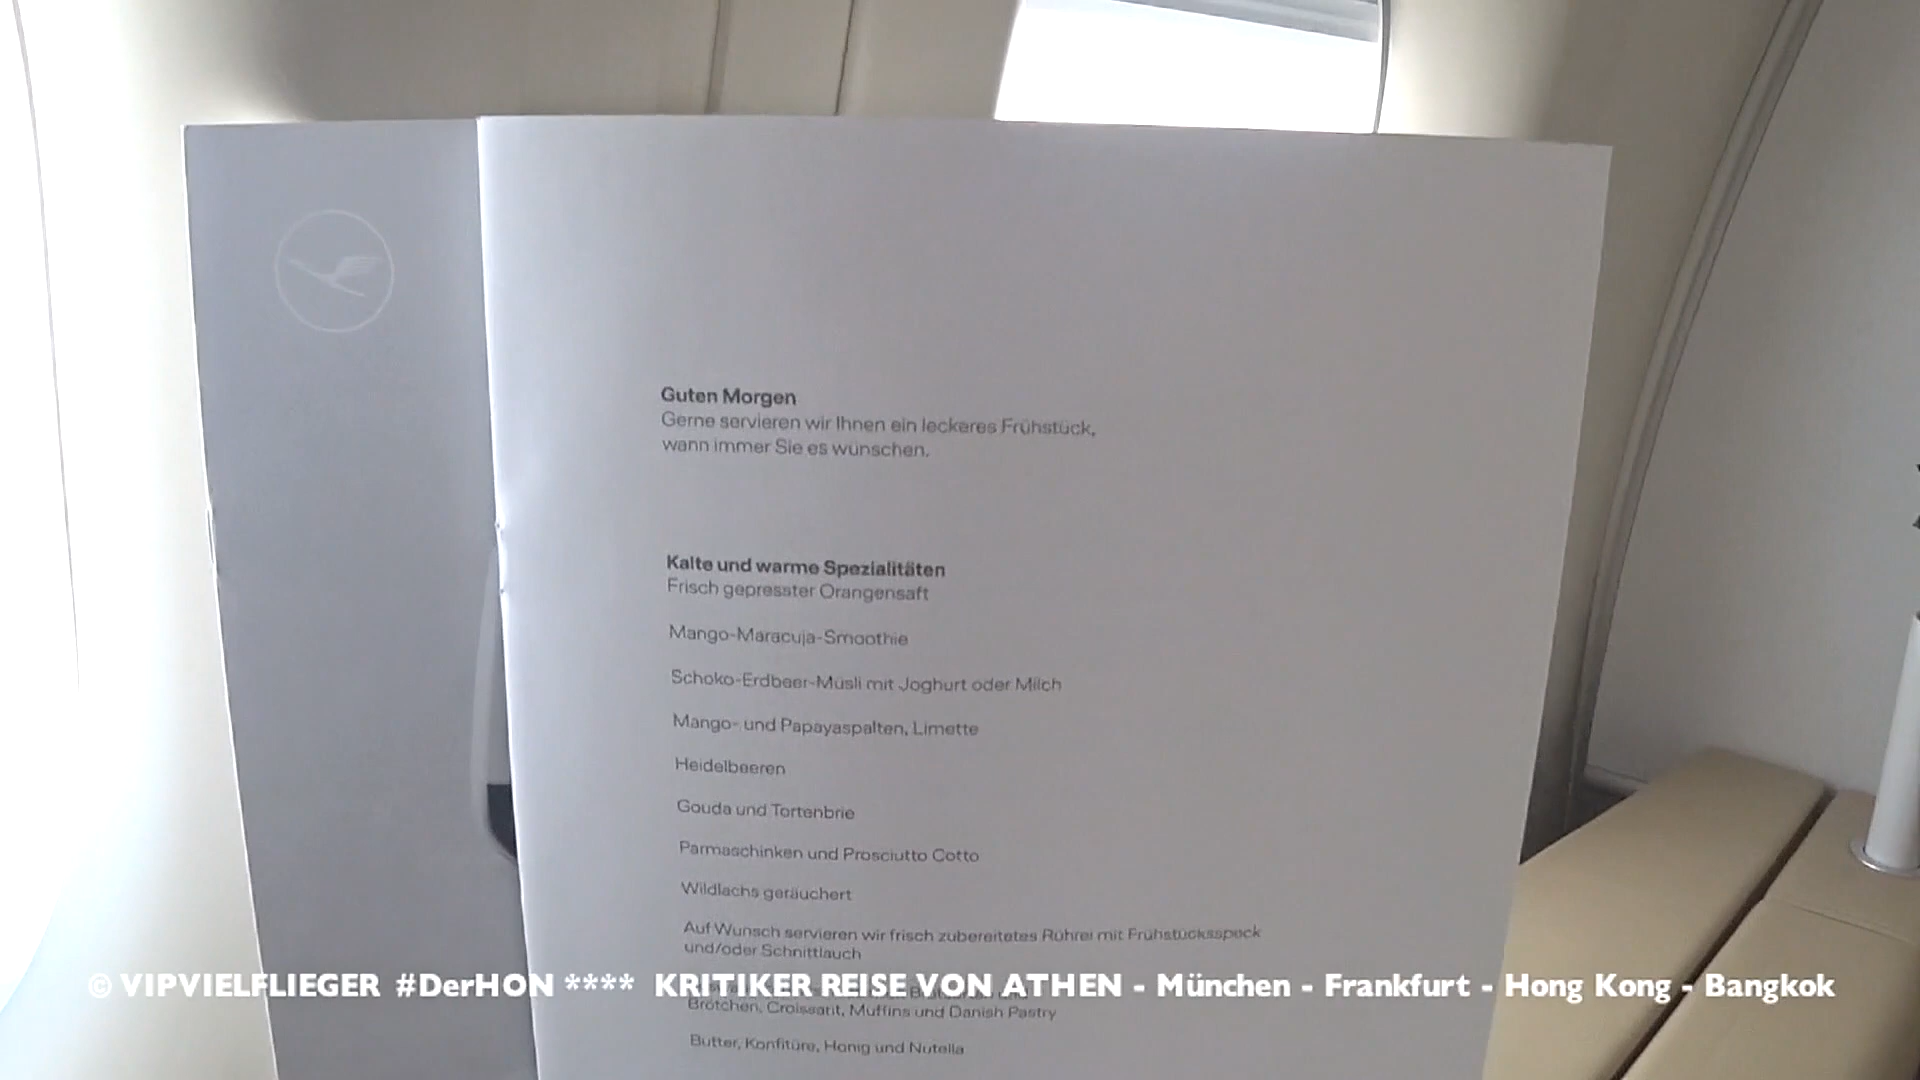 Guten Morgen
Gerne servieren wir Ihnen ein leckeres Frühstück,
wann immer Sie es wünschen.
Kalte und warme Spezialitäten
Frisch gepresster Orangensaft
Mango-Maracuja-Smoothie
Schoko-Erdbeer-Müsli mit Joghurt oder Milch
Mango- und Papayaspalten, Limette
Heidelbeeren
Gouda und Tortenbrie
Parmaschinken und Prosciutto Cotto
Wildlachs geräuchert
Auf Wunsch servieren wir frisch zubereitetes Rührei mit Frühstücksspeck
und/oder Schnittlauch
© VIPVIELFLIEGER #DerHON **** KRITIKER REISE VON ATHEN - München - Frankfurt - Hong Kong - Bangkok
Brötchen, Croissant, Muffins und Danish Pastry
Butter, Konfitüre, Honig und Nutella